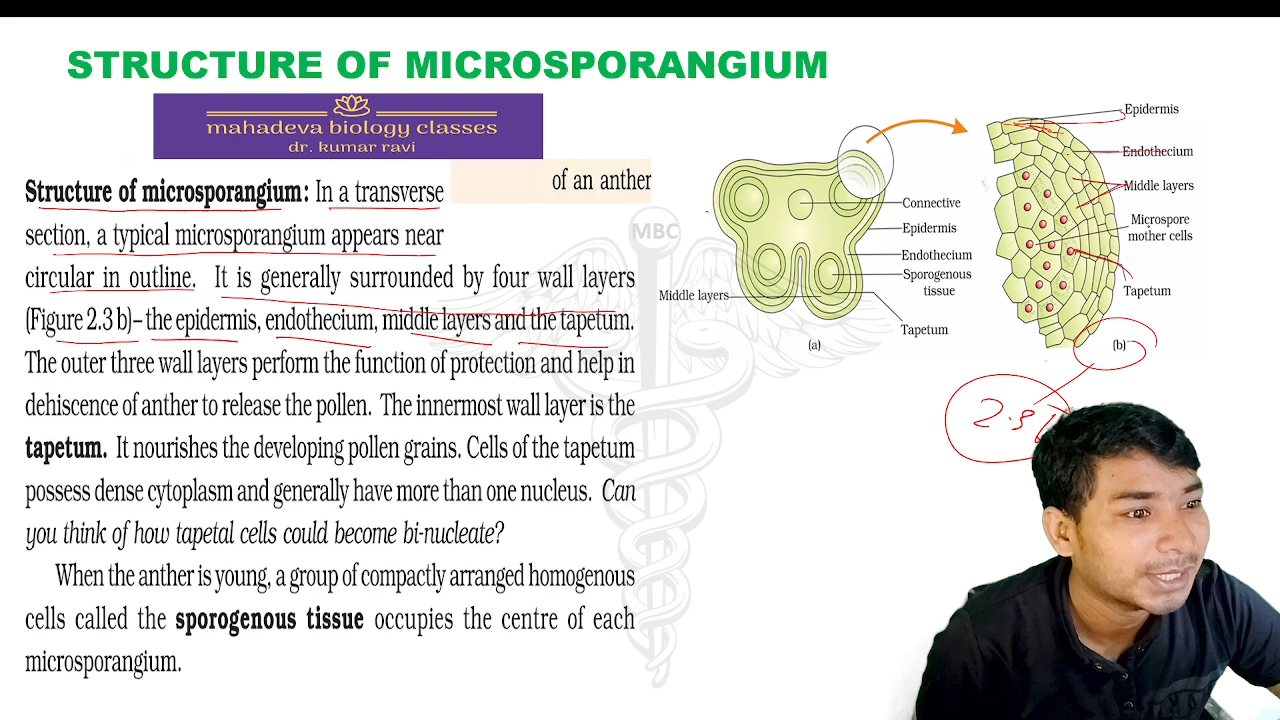 STRUCTURE OF MICROSPORANGIUM
mahadeva biology classes
dr. kumar ravi
of an anther
Structure of microsporangium: In a transverse
section, a typical microsporangium appears near
circular in outline. It is generally surrounded by four wall layers
(Figure 2.3 b)– the epidermis, endothecium, middle layers and the tapetum.
The outer three wall layers perform the function of protection and help in
dehiscence of anther to release the pollen. The innermost wall layer is the
tapetum. It nourishes the developing pollen grains. Cells of the tapetum
possess dense cytoplasm and generally have more than one nucleus. Can
you think of how tapetal cells could become bi-nucleate?
When the anther is young, a group of compactly arranged homogenous
cells called the sporogenous tissue occupies the centre of each
microsporangium.
MBC
Connective
Epidermis
Endothecium
Sporogenous
tissue
Middle layers
Tapetum
(a)
Epidermis
Endothecium
Middle layers
Microspore
mother cells
Tapetum
(b)